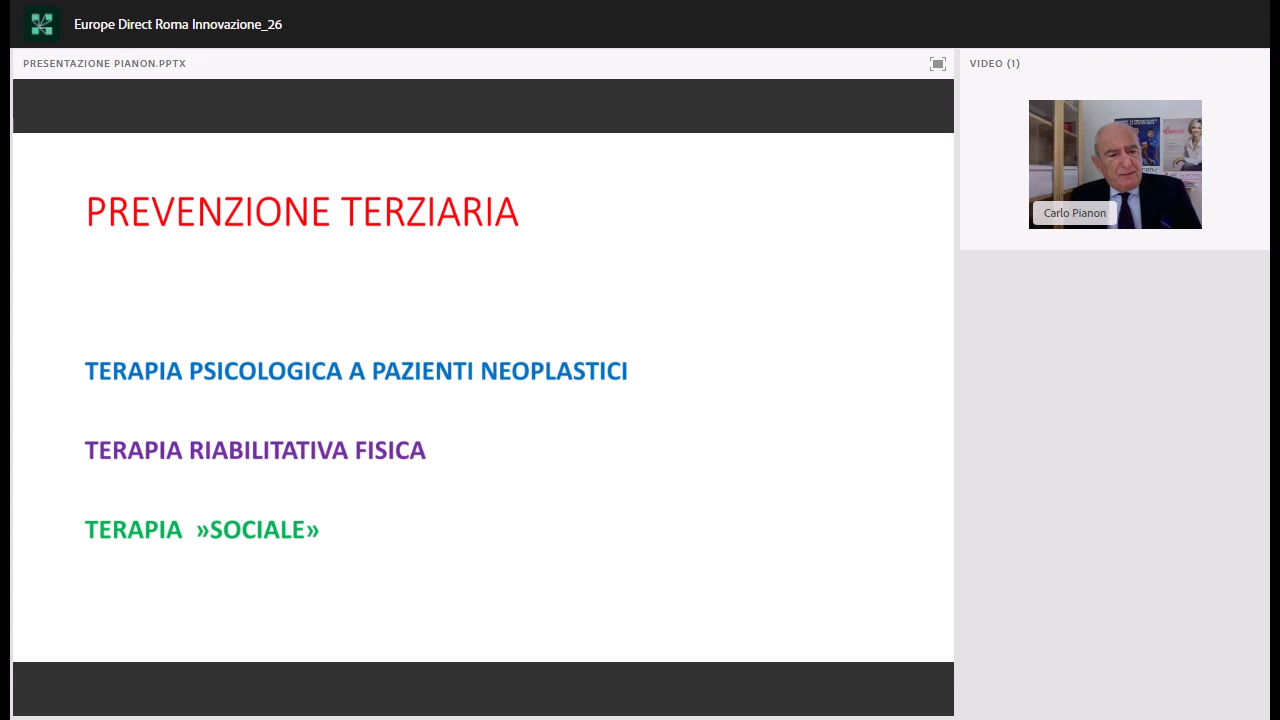 Europe Direct Roma Innovazione_26
PRESENTAZIONE PIANON.PPTX
VIDEO (1)
Carlo Pianon
PREVENZIONE TERZIARIA
TERAPIA PSICOLOGICA A PAZIENTI NEOPLASTICI
TERAPIA RIABILITATIVA FISICA
TERAPIA »SOCIALE»